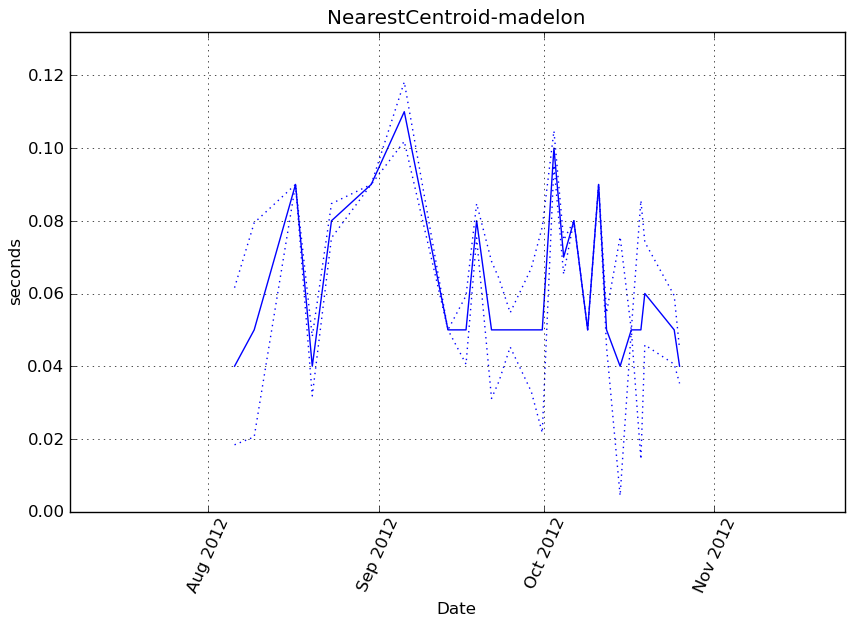 NearestCentroid-madelon
0.12
0.10
0.08
0.06
0.04
0.02
0.00
seconds
Aug 2012
Sep 2012
Oct 2012
Nov 2012
Date